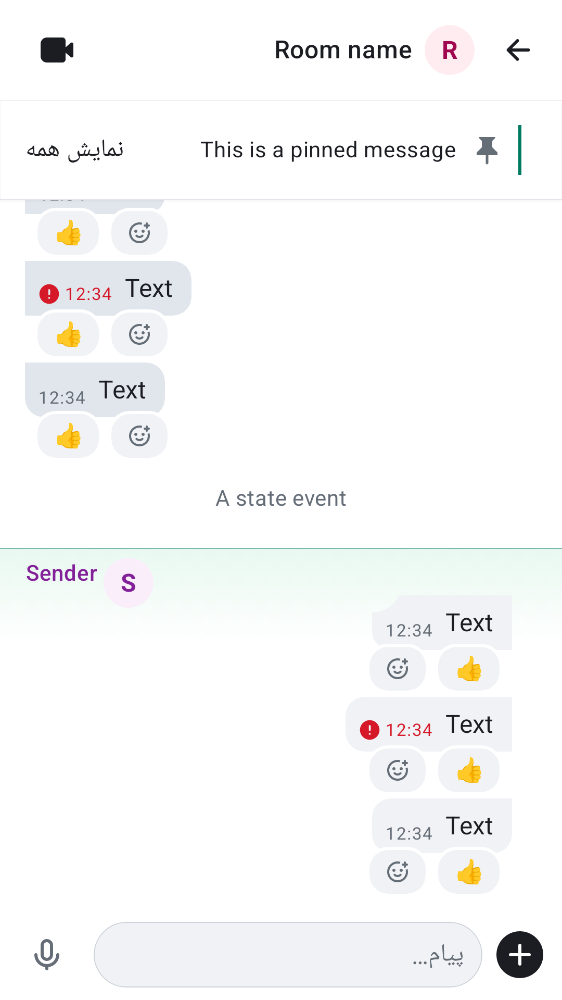 Room name
R
This is a pinned message
نمایش همه
12:34 Text
12:34 Text
A state event
Sender
S
12:34 Text
12:34 Text
12:34 Text
پیام...